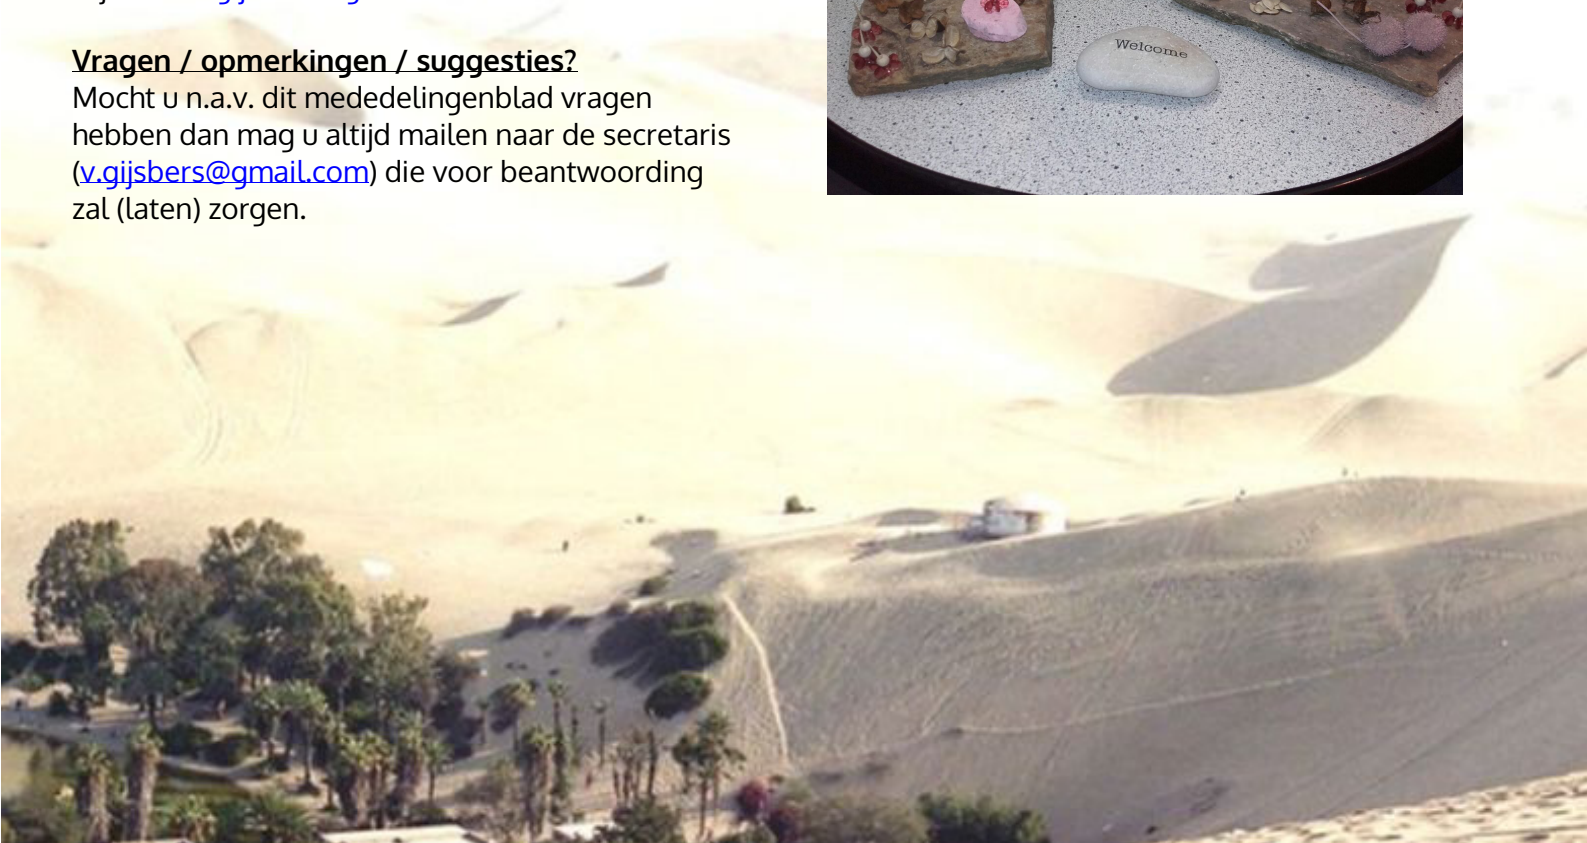 Vragen / opmerkingen / suggesties?
Mocht u n.a.v. dit mededelingenblad vragen
hebben dan mag u altijd mailen naar de secretaris
(v.gijsbers@gmail.com) die voor beantwoording
zal (laten) zorgen.
Welcome